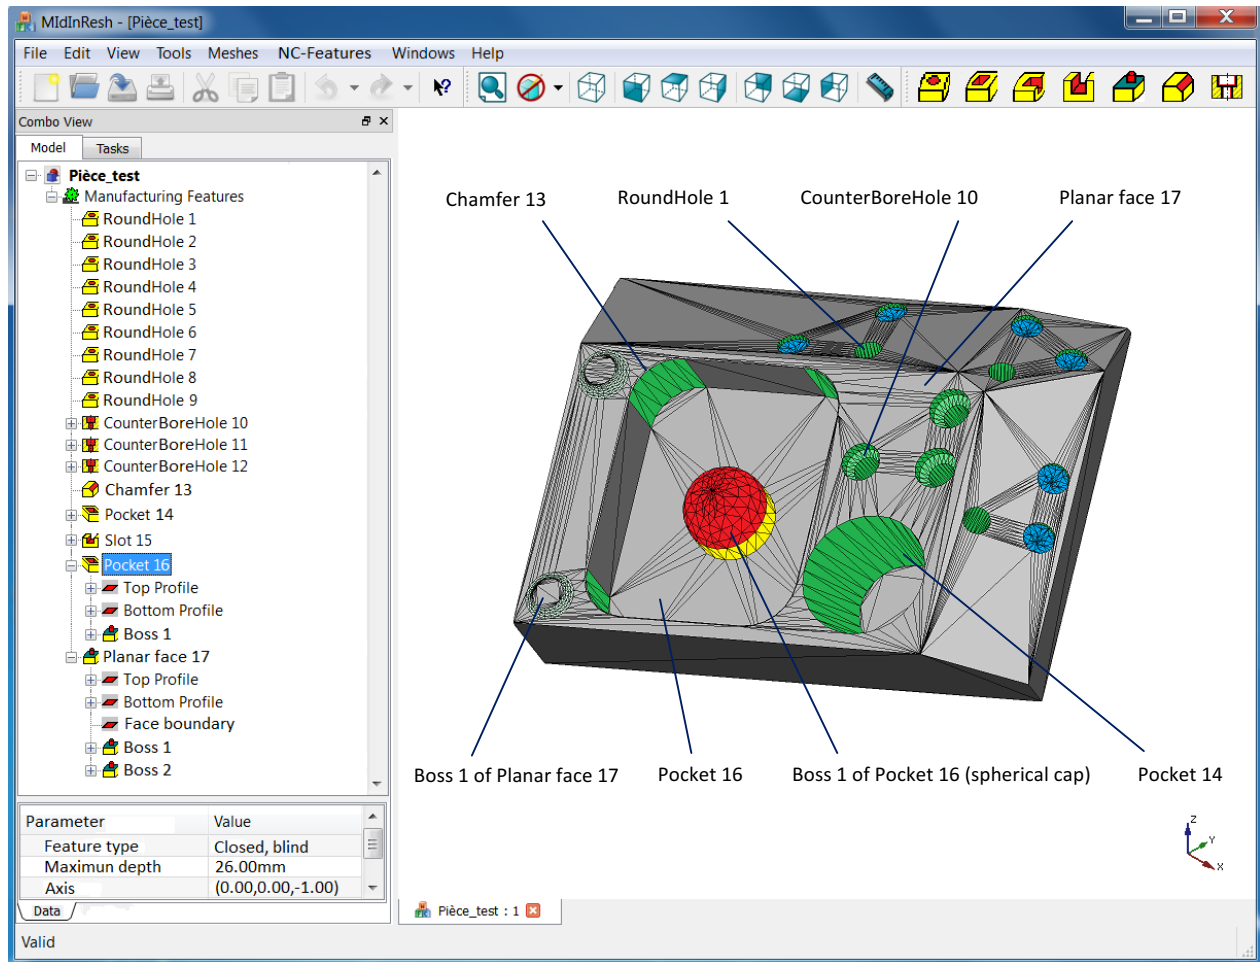 MIdInResh - [Pièce_test]
File Edit View Tools Meshes NC-Features Windows Help
Combo View
Model Tasks
Pièce_test
Manufacturing Features
RoundHole 1
RoundHole 2
RoundHole 3
RoundHole 4
RoundHole 5
RoundHole 6
RoundHole 7
RoundHole 8
RoundHole 9
CounterBoreHole 10
CounterBoreHole 11
CounterBoreHole 12
Chamfer 13
Pocket 14
Slot 15
Pocket 16
Top Profile
Bottom Profile
Boss 1
Planar face 17
Top Profile
Bottom Profile
Face boundary
Boss 1
Boss 2
Parameter Value
Feature type Closed, blind
Maximun depth 26.00mm
Axis (0.00,0.00,-1.00)
Data
Valid
Chamfer 13 RoundHole 1 CounterBoreHole 10 Planar face 17
Boss 1 of Planar face 17 Pocket 16 Boss 1 of Pocket 16 (spherical cap) Pocket 14
Z
Y
X
Pièce_test : 1